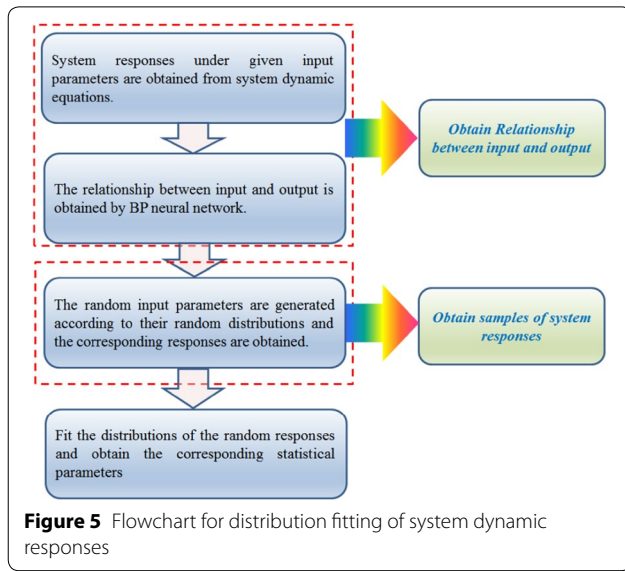 System responses under given input
parameters are obtained from system dynamic
equations.
Obtain Relationship
between input and output
The relationship between input and output is
obtained by BP neural network.
The random input parameters are generated
according to their random distributions and
the corresponding responses are obtained.
Obtain samples of system
responses
Fit the distributions of the random responses
and obtain the corresponding statistical
parameters
Figure 5 Flowchart for distribution fitting of system dynamic
responses